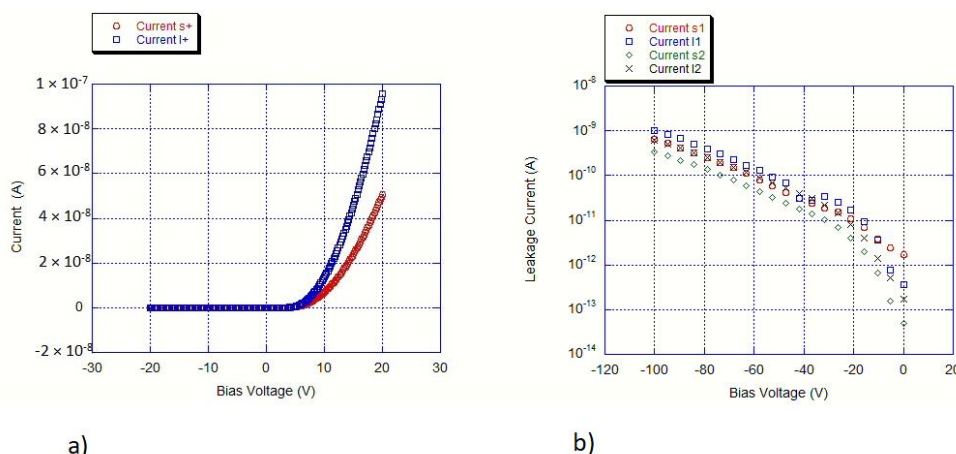 Current s+
Current l+
1 × 10⁻⁷
8 × 10⁻⁸
6 × 10⁻⁸
4 × 10⁻⁸
2 × 10⁻⁸
0
-2 × 10⁻⁸
Current (A)
-30 -20 -10 0 10 20 30
Bias Voltage (V)
a)
Current s1
Current l1
Current s2
Current l2
10⁻⁸
10⁻⁹
10⁻¹⁰
10⁻¹¹
10⁻¹²
10⁻¹³
10⁻¹⁴
Leakage Current (A)
-120 -100 -80 -60 -40 -20 0 20
Bias Voltage (V)
b)